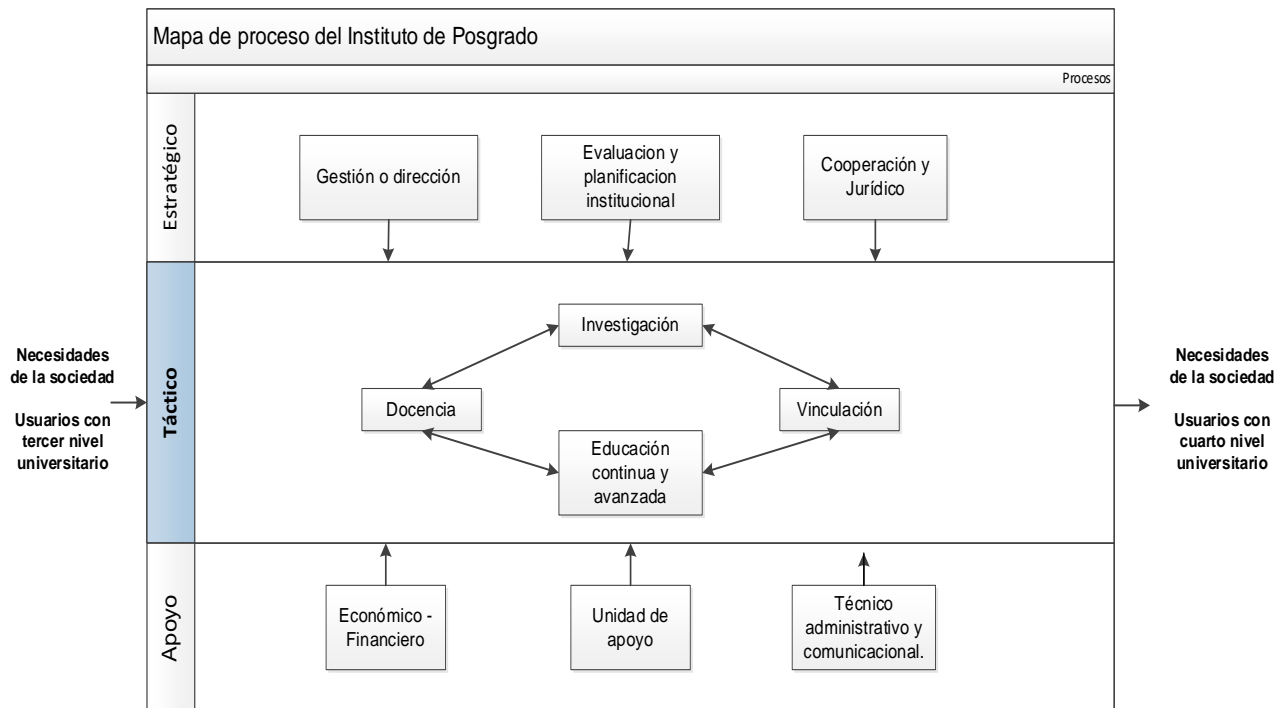 Mapa de proceso del Instituto de Posgrado
Procesos
Estratégico
Gestión o dirección
Evaluacion y
planificacion
institucional
Cooperación y
Jurídico
Necesidades
de la sociedad
Usuarios con
tercer nivel
universitario
Táctico
Investigación
Docencia
Vinculación
Educación
continua y
avanzada
Necesidades
de la sociedad
Usuarios con
cuarto nivel
universitario
Apoyo
Económico -
Financiero
Unidad de
apoyo
Técnico
administrativo y
comunicacional.